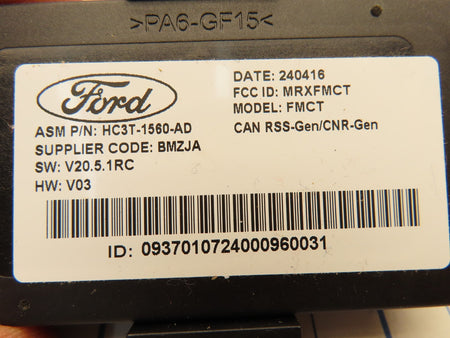 >PA6-GF15<
Ford
DATE: 240416
FCC ID: MRXFMCT
MODEL: FMCT
ASM P/N: HC3T-1560-AD
CAN RSS-Gen/CNR-Gen
SUPPLIER CODE: BMZJA
SW: V20.5.1RC
HW: V03
ID: 0937010724000960031